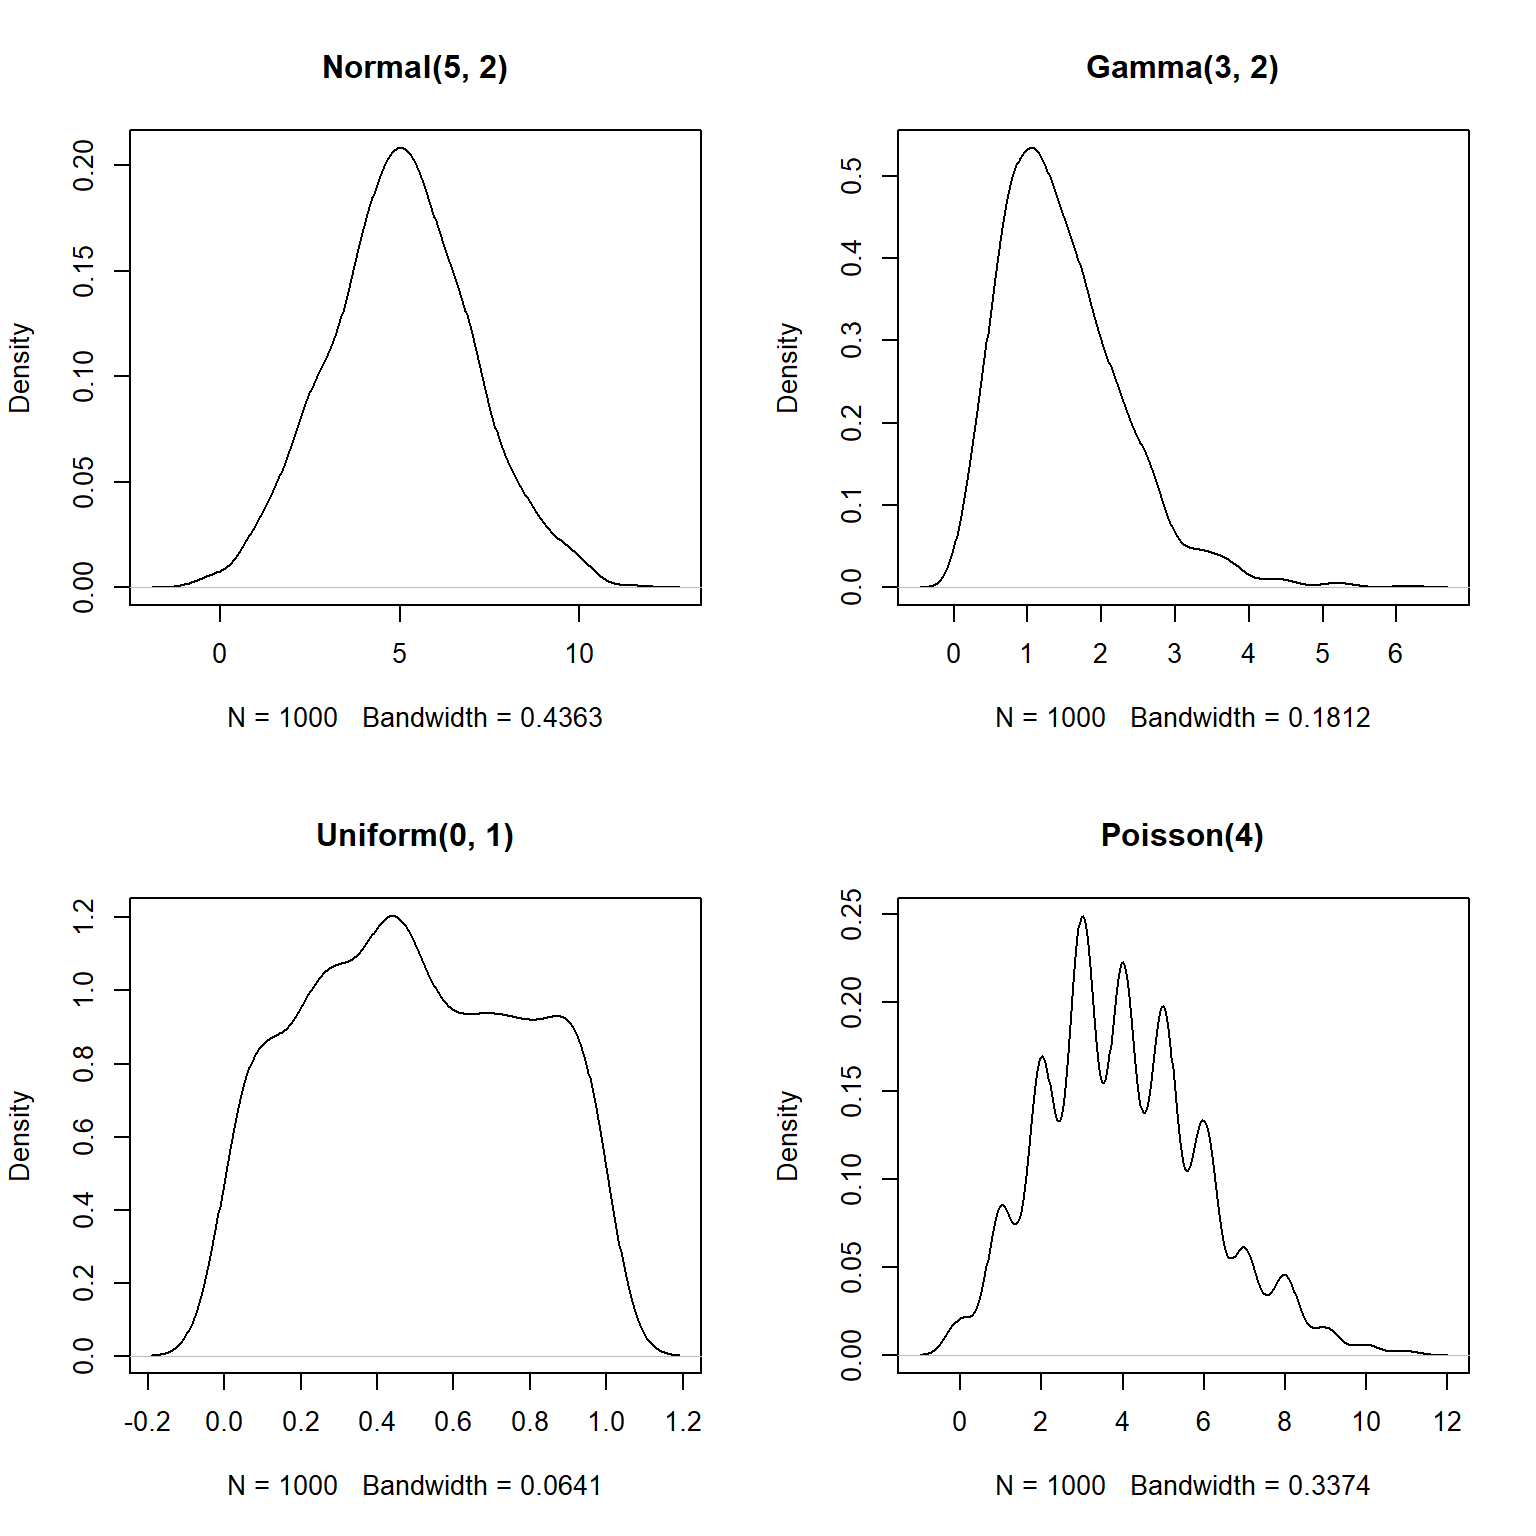 Normal(5, 2)
Density
0.00 0.05 0.10 0.15 0.20
0 5 10
N = 1000 Bandwidth = 0.4363
Gamma(3, 2)
Density
0.0 0.1 0.2 0.3 0.4 0.5
0 1 2 3 4 5 6
N = 1000 Bandwidth = 0.1812
Uniform(0, 1)
Density
0.0 0.2 0.4 0.6 0.8 1.0 1.2
-0.2 0.0 0.2 0.4 0.6 0.8 1.0 1.2
N = 1000 Bandwidth = 0.0641
Poisson(4)
Density
0.00 0.05 0.10 0.15 0.20 0.25
0 2 4 6 8 10 12
N = 1000 Bandwidth = 0.3374